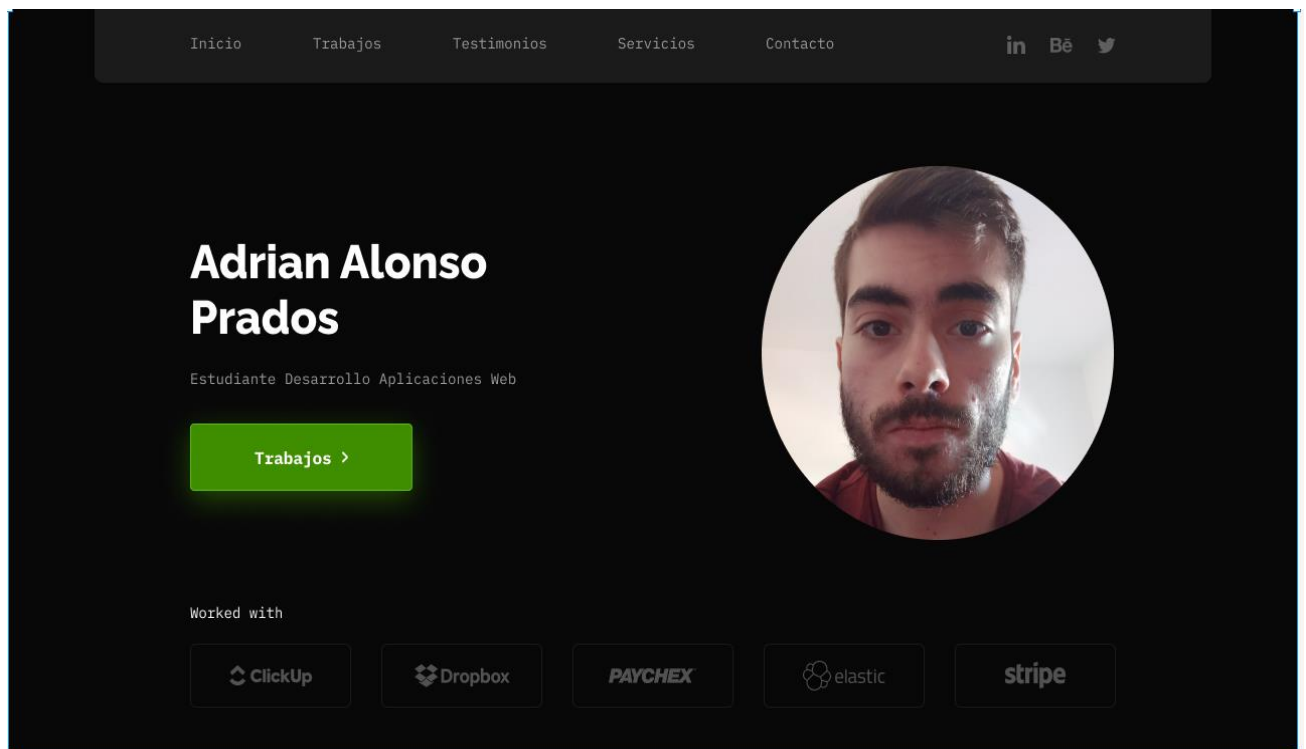 Inicio Trabajos Testimonios Servicios Contacto in Bē
Adrian Alonso
Prados
Estudiante Desarrollo Aplicaciones Web
Trabajos >
Worked with
ClickUp Dropbox PAYCHEX elastic stripe